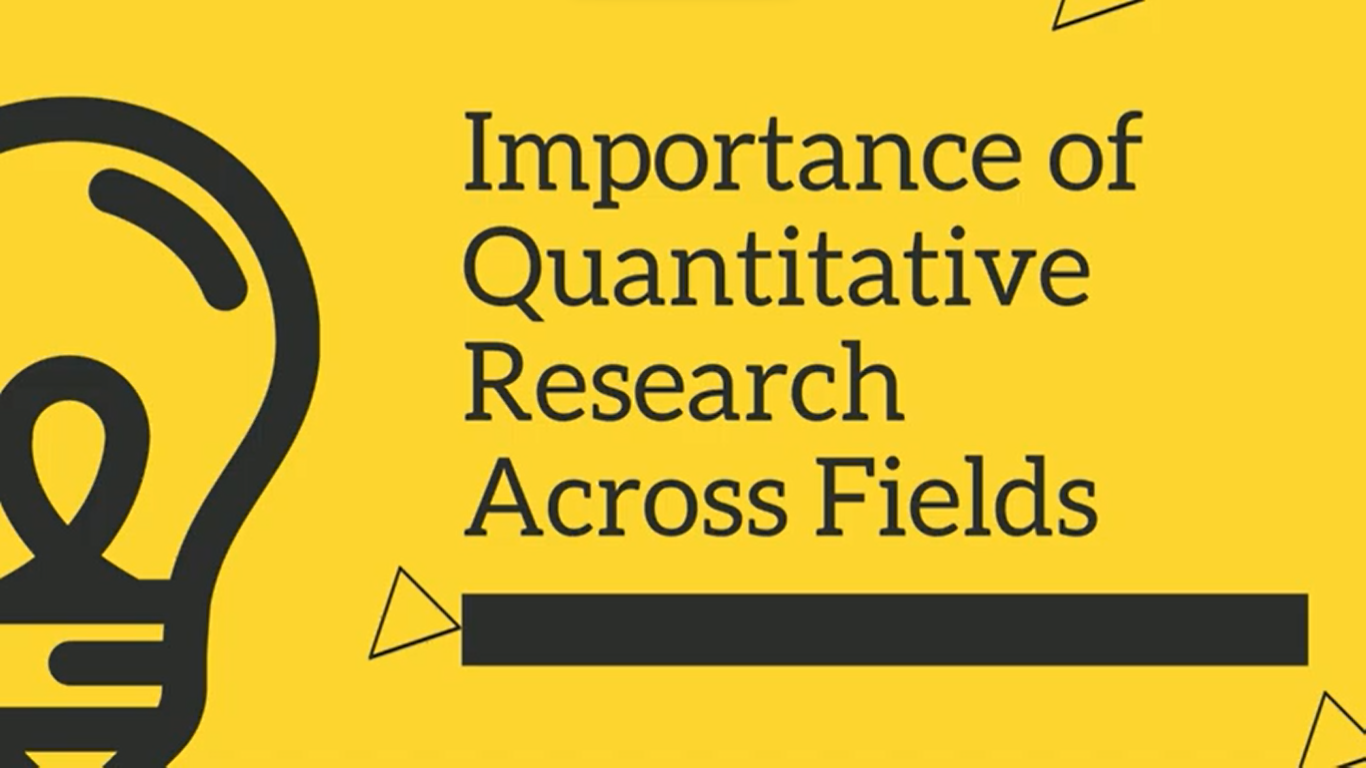 Importance of
Quantitative
Research
Across Fields